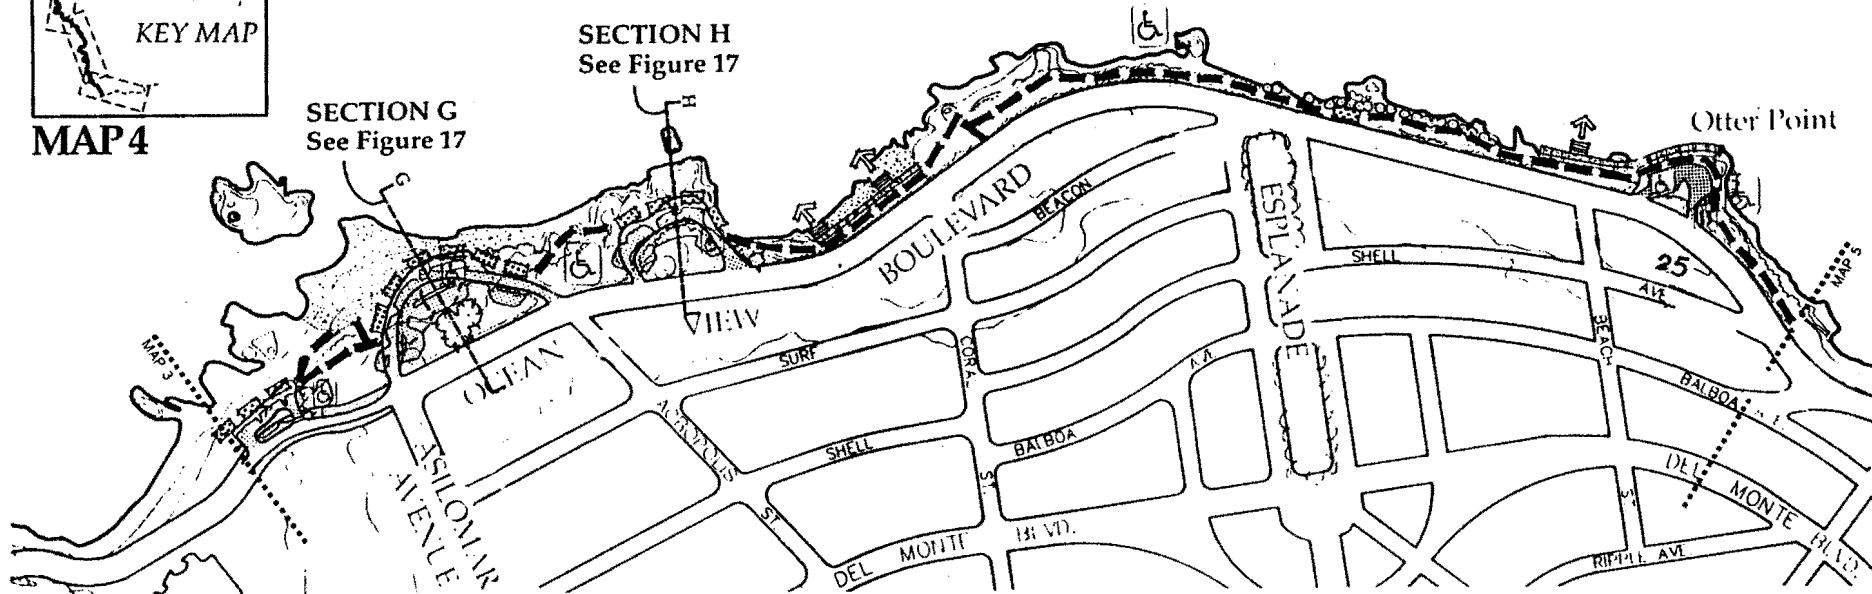 KEY MAP
MAP 4
SECTION G
See Figure 17
SECTION H
See Figure 17
G
H
Otter Point
MAP 3
MAP 5
OCEAN
VIEW
BOULEVARD
BEACON
ESPLANADE
SHELL
AVE
25
SURF
CORAL
ST
BEACH
ST
BALBOA
ACROPOLIS
ST
SHELL
BALBOA
AV
ASILOMAR
AVENUE
DEL MONTE BLVD.
DEL
MONTE
BLVD.
RIPPLE AVE